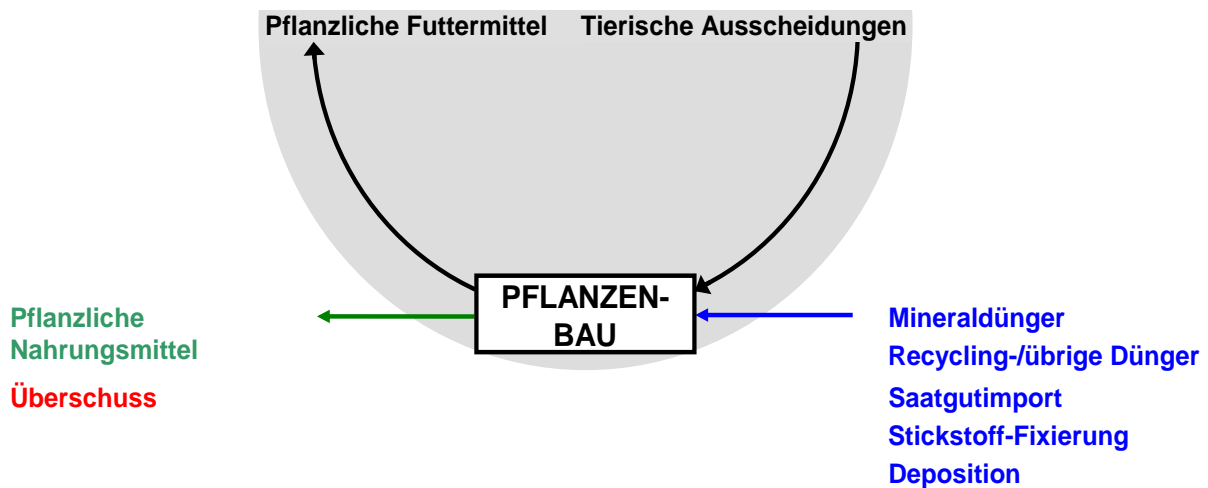 Pflanzliche Futtermittel
Tierische Ausscheidungen
PFLANZEN-
BAU
Pflanzliche
Nahrungsmittel
Überschuss
Mineraldünger
Recycling-/übrige Dünger
Saatgutimport
Stickstoff-Fixierung
Deposition